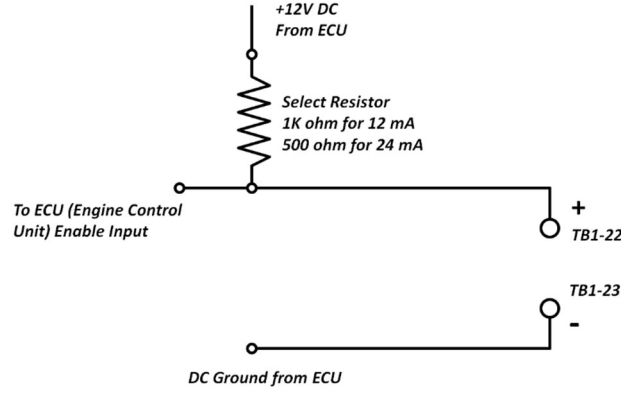 +12V DC
From ECU
Select Resistor
1K ohm for 12 mA
500 ohm for 24 mA
To ECU (Engine Control
Unit) Enable Input
+
TB1-22
TB1-23
-
DC Ground from ECU